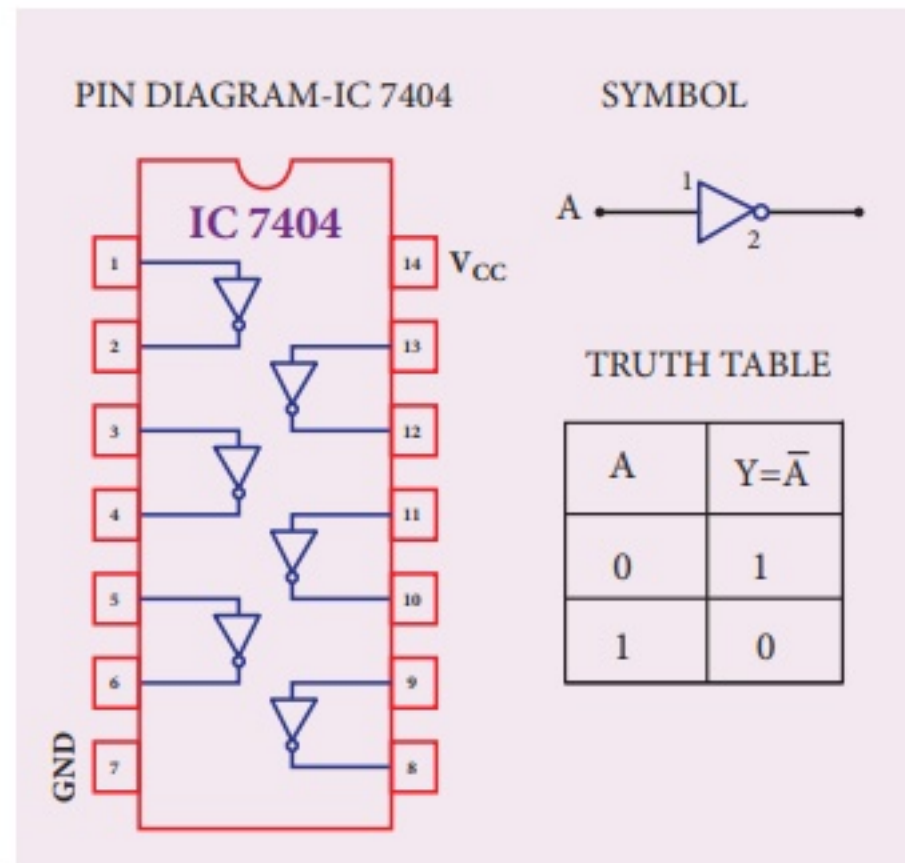 PIN DIAGRAM-IC 7404
IC 7404
1
2
3
4
5
6
GND 7
14 VCC
13
12
11
10
9
8
SYMBOL
A 1 2
TRUTH TABLE
A Y=A̅
0 1
1 0